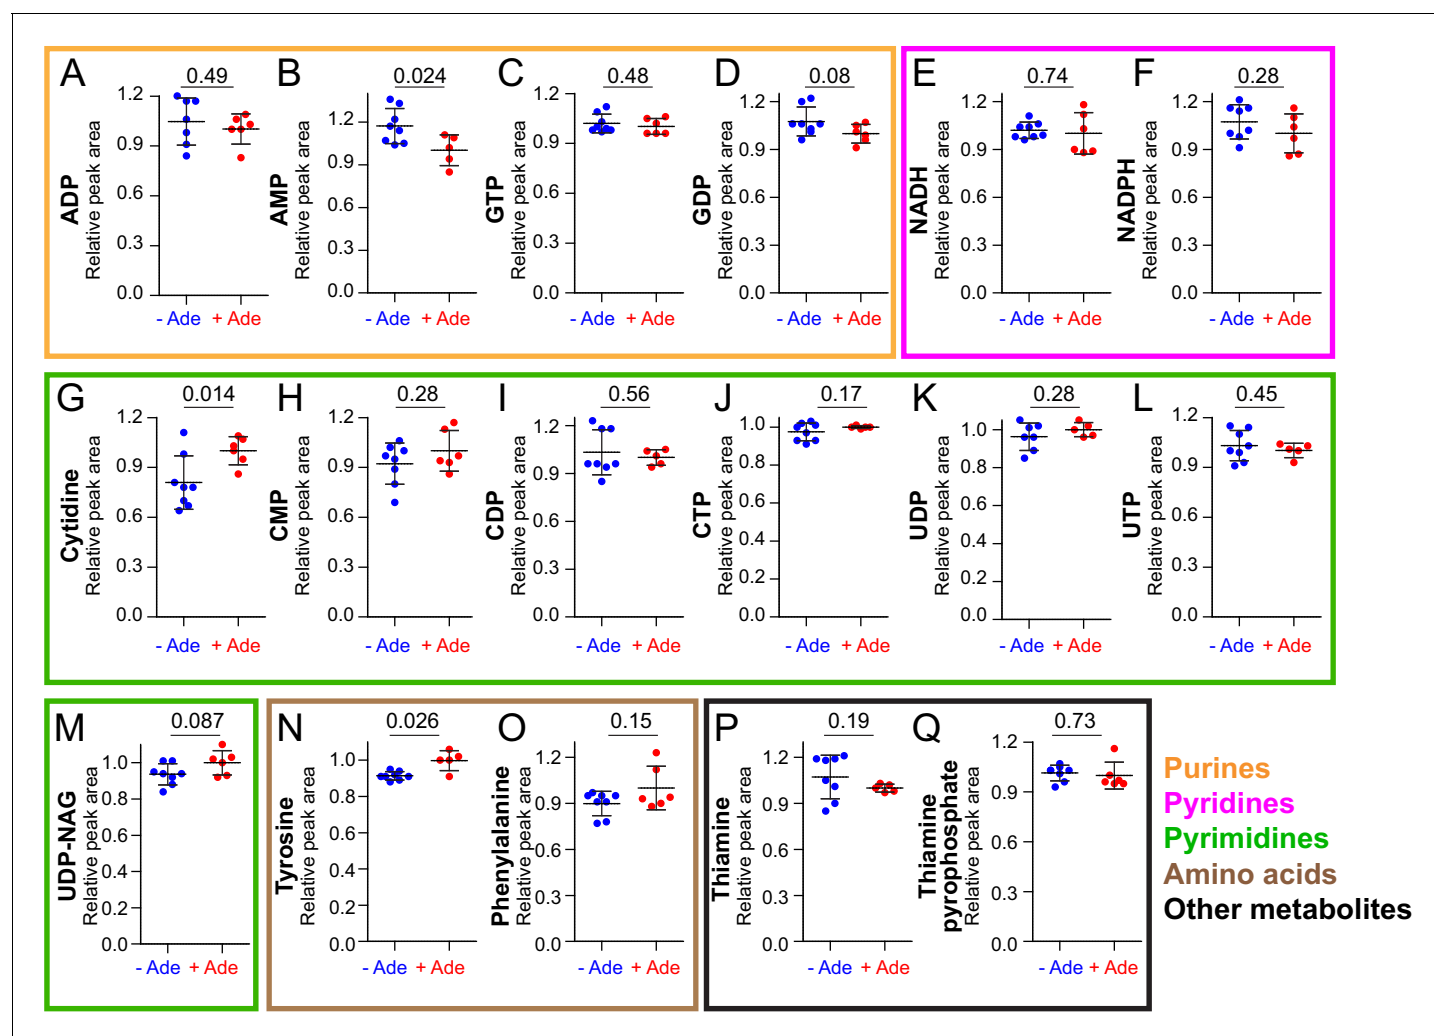 A
0.49
ADP
Relative peak area
1.2
0.9
0.6
0.3
0.0
- Ade + Ade
B
0.024
AMP
Relative peak area
1.2
0.9
0.6
0.3
0.0
- Ade + Ade
C
0.48
GTP
Relative peak area
1.2
0.9
0.6
0.3
0.0
- Ade + Ade
D
0.08
GDP
Relative peak area
1.2
0.9
0.6
0.3
0.0
- Ade + Ade
E
0.74
NADH
Relative peak area
1.2
0.9
0.6
0.3
0.0
- Ade + Ade
F
0.28
NADPH
Relative peak area
1.2
0.9
0.6
0.3
0.0
- Ade + Ade
G
0.014
Cytidine
Relative peak area
1.2
0.9
0.6
0.3
0.0
- Ade + Ade
H
0.28
CMP
Relative peak area
1.2
0.9
0.6
0.3
0.0
- Ade + Ade
I
0.56
CDP
Relative peak area
1.2
0.9
0.6
0.3
0.0
- Ade + Ade
J
0.17
CTP
Relative peak area
1.0
0.8
0.6
0.4
0.2
0.0
- Ade + Ade
K
0.28
UDP
Relative peak area
1.0
0.8
0.6
0.4
0.2
0.0
- Ade + Ade
L
0.45
UTP
Relative peak area
1.2
0.9
0.6
0.3
0.0
- Ade + Ade
M
0.087
UDP-NAG
Relative peak area
1.0
0.8
0.6
0.4
0.2
0.0
- Ade + Ade
N
0.026
Tyrosine
Relative peak area
1.0
0.8
0.6
0.4
0.2
0.0
- Ade + Ade
O
0.15
Phenylalanine
Relative peak area
1.2
0.9
0.6
0.3
0.0
- Ade + Ade
P
0.19
Thiamine
Relative peak area
1.2
0.9
0.6
0.3
0.0
- Ade + Ade
Q
0.73
Thiamine
pyrophosphate
Relative peak area
1.2
0.9
0.6
0.3
0.0
- Ade + Ade
Purines
Pyridines
Pyrimidines
Amino acids
Other metabolites